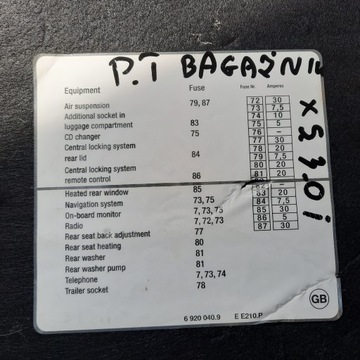 P.T BAGAŻNIK
X5 3.0i
Equipment Fuse Fuse Nr. Amperes
Air suspension 79, 87
Additional socket in
luggage compartment 83
CD changer 75
Central locking system
rear lid 84
Central locking system
remote control 86
Heated rear window 85
Navigation system 73, 75
On-board monitor 7, 73, 75
Radio 7, 72, 73
Rear seat back adjustment 77
Rear seat heating 80
Rear washer 81
Rear washer pump 81
Telephone 7, 73, 74
Trailer socket 78
72 30
73 7,5
74 10
75 5
76 –
77 30
78 20
79 7,5
80 20
81 20
–
83 20
84 7,5
85 30
86 5
87 30
6 920 040.9 E E210.P
GB